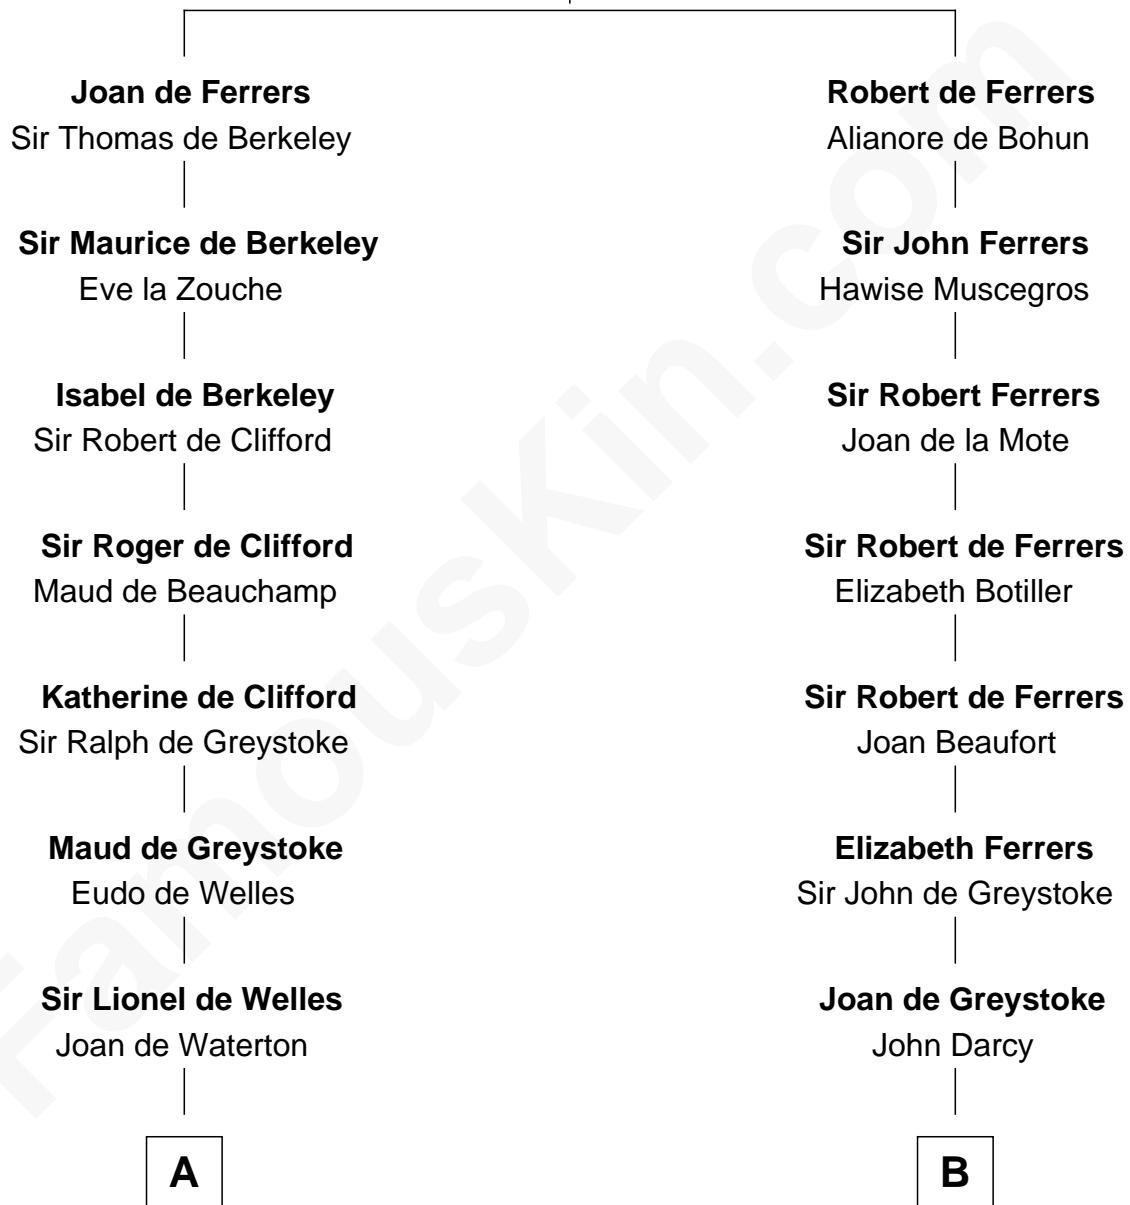 Joan de Ferrers
Sir Thomas de Berkeley
Sir Maurice de Berkeley
Eve la Zouche
Isabel de Berkeley
Sir Robert de Clifford
Sir Roger de Clifford
Maud de Beauchamp
Katherine de Clifford
Sir Ralph de Greystoke
Maud de Greystoke
Eudo de Welles
Sir Lionel de Welles
Joan de Waterton
A
Robert de Ferrers
Alianore de Bohun
Sir John Ferrers
Hawise Muscegros
Sir Robert Ferrers
Joan de la Mote
Sir Robert de Ferrers
Elizabeth Botiller
Sir Robert de Ferrers
Joan Beaufort
Elizabeth Ferrers
Sir John de Greystoke
Joan de Greystoke
John Darcy
B
FamousKin.com